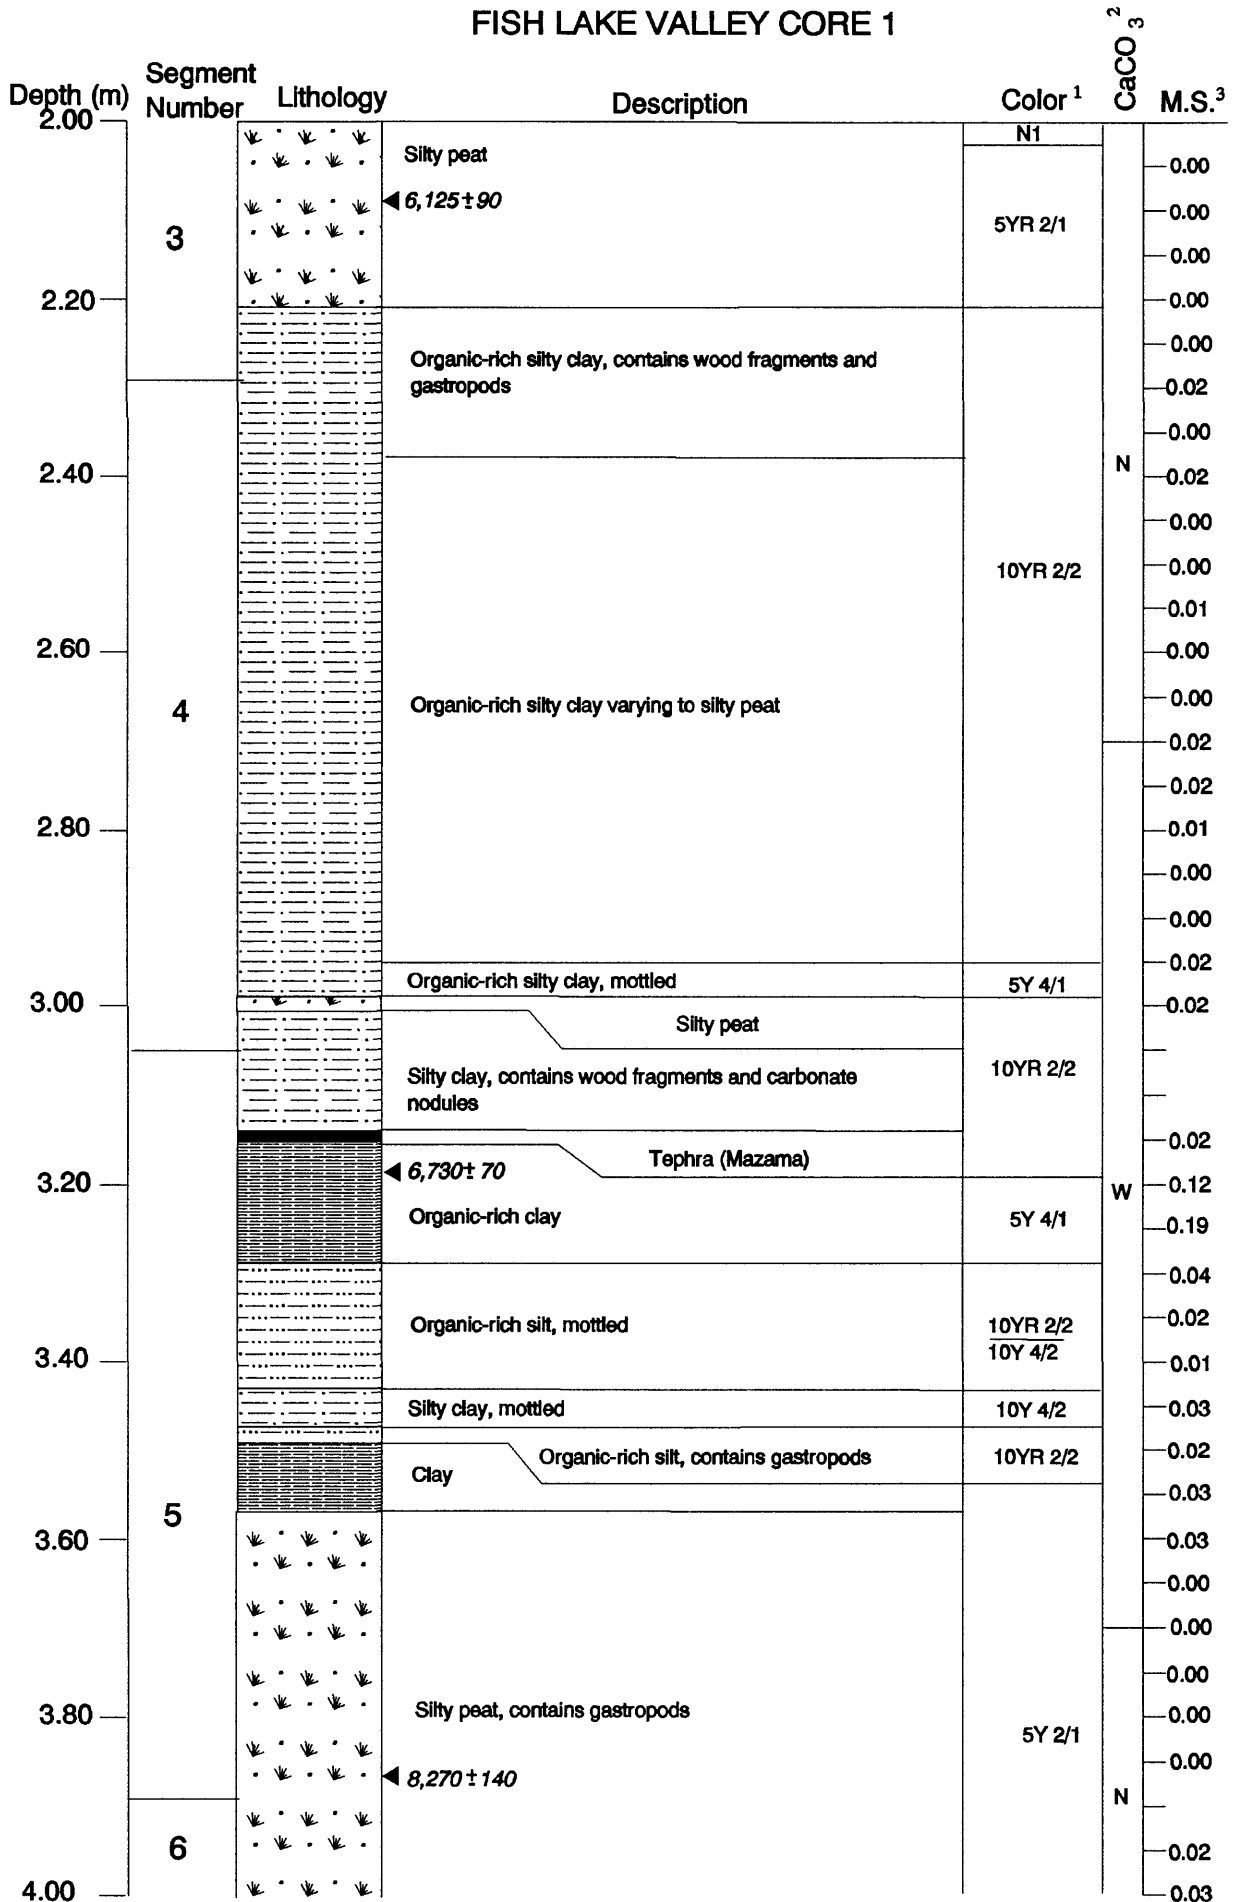 FISH LAKE VALLEY CORE 1
Depth (m)
Segment
Number
Lithology
Description
Color 1
CaCO3 2
M.S.3
2.00
N1
Silty peat
0.00
6,125±90
0.00
5YR 2/1
3
0.00
2.20
0.00
0.00
Organic-rich silty clay, contains wood fragments and
gastropods
0.02
0.00
N
2.40
0.02
0.00
10YR 2/2
0.00
0.01
2.60
0.00
0.00
4
Organic-rich silty clay varying to silty peat
0.02
0.02
2.80
0.01
0.00
0.00
0.02
Organic-rich silty clay, mottled
5Y 4/1
3.00
0.02
Silty peat
10YR 2/2
Silty clay, contains wood fragments and carbonate
nodules
0.02
Tephra (Mazama)
6,730±70
3.20
W
0.12
Organic-rich clay
5Y 4/1
0.19
0.04
Organic-rich silt, mottled
10YR 2/2
10Y 4/2
0.02
3.40
0.01
Silty clay, mottled
10Y 4/2
0.03
Organic-rich silt, contains gastropods
10YR 2/2
0.02
Clay
0.03
5
3.60
0.03
0.00
0.00
0.00
Silty peat, contains gastropods
3.80
0.00
5Y 2/1
0.00
8,270±140
N
6
0.02
4.00
0.03